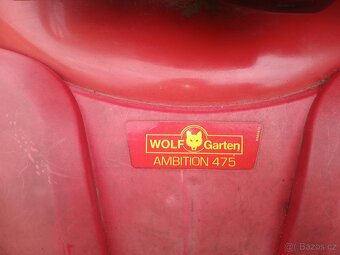 WOLF Garten
AMBITION 475
Bazos.cz